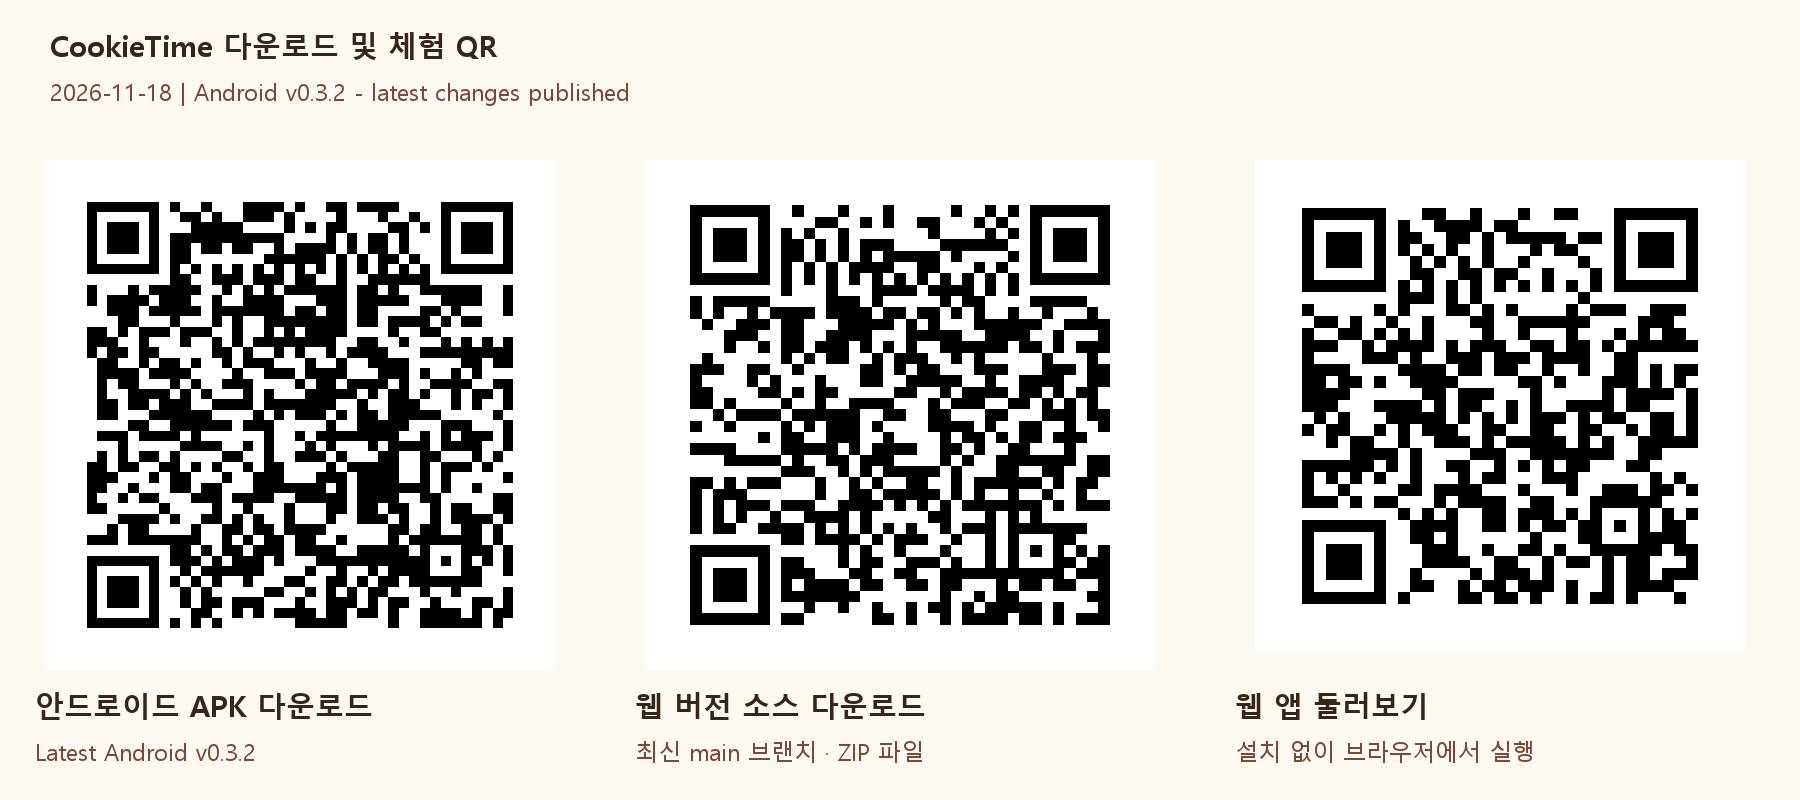 CookieTime 다운로드 및 체험 QR
2026-11-18 | Android v0.3.2 - latest changes published
안드로이드 APK 다운로드
Latest Android v0.3.2
웹 버전 소스 다운로드
최신 main 브랜치 · ZIP 파일
웹 앱 둘러보기
설치 없이 브라우저에서 실행